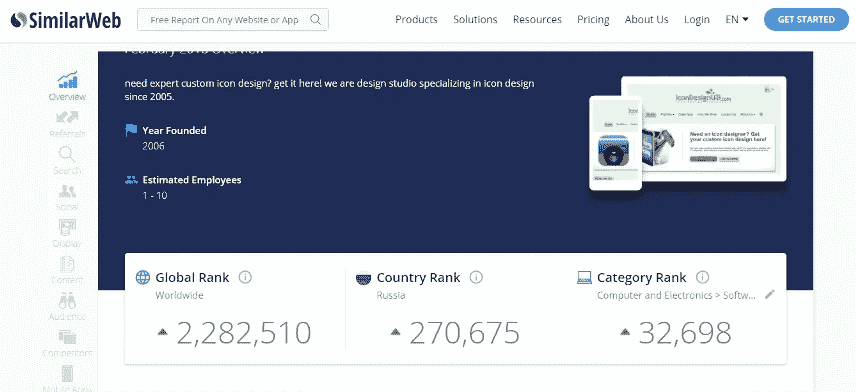 SimilarWeb
Free Report On Any Website or App
Products Solutions Resources Pricing About Us Login EN GET STARTED
Overview
need expert custom icon design? get it here! we are design studio specializing in icon design
since 2005.
Overview
Referrals
Search
Social
Display
Content
Audience
Competitors
Mobile Apps
Year Founded
2006
Estimated Employees
1 - 10
Need an icon designer? Get
your custom icon design here!
Global Rank
Worldwide
2,282,510
Country Rank
Russia
270,675
Category Rank
Computer and Electronics > Softw...
32,698